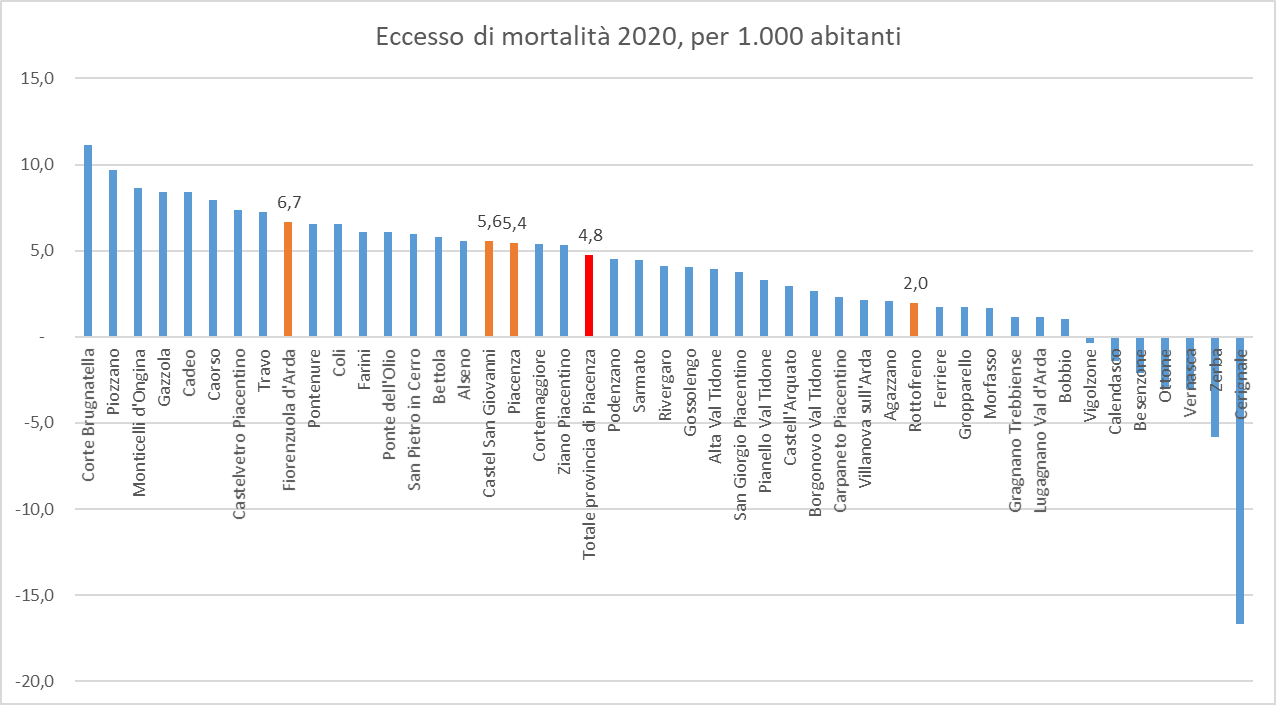 Eccesso di mortalità 2020, per 1.000 abitanti
15,0
10,0
5,0
-
-5,0
-10,0
-15,0
-20,0
6,7
5,6
5,4
4,8
2,0
Corte Brugnatella
Piozzano
Monticelli d'Ongina
Gazzola
Cadeo
Caorso
Castelvetro Piacentino
Travo
Fiorenzuola d'Arda
Pontenure
Coli
Farini
Ponte dell'Olio
San Pietro in Cerro
Bettola
Alseno
Castel San Giovanni
Piacenza
Cortemaggiore
Ziano Piacentino
Totale provincia di Piacenza
Podenzano
Sarmato
Rivergaro
Gossolengo
Alta Val Tidone
San Giorgio Piacentino
Pianello Val Tidone
Castell'Arquato
Borgonovo Val Tidone
Carpaneto Piacentino
Villanova sull'Arda
Agazzano
Rottofreno
Ferriere
Gropparello
Morfasso
Gragnano Trebbiense
Lugagnano Val d'Arda
Bobbio
Vigolzone
Calendasco
Besenzone
Ottone
Vernasca
Zerba
Cerignale